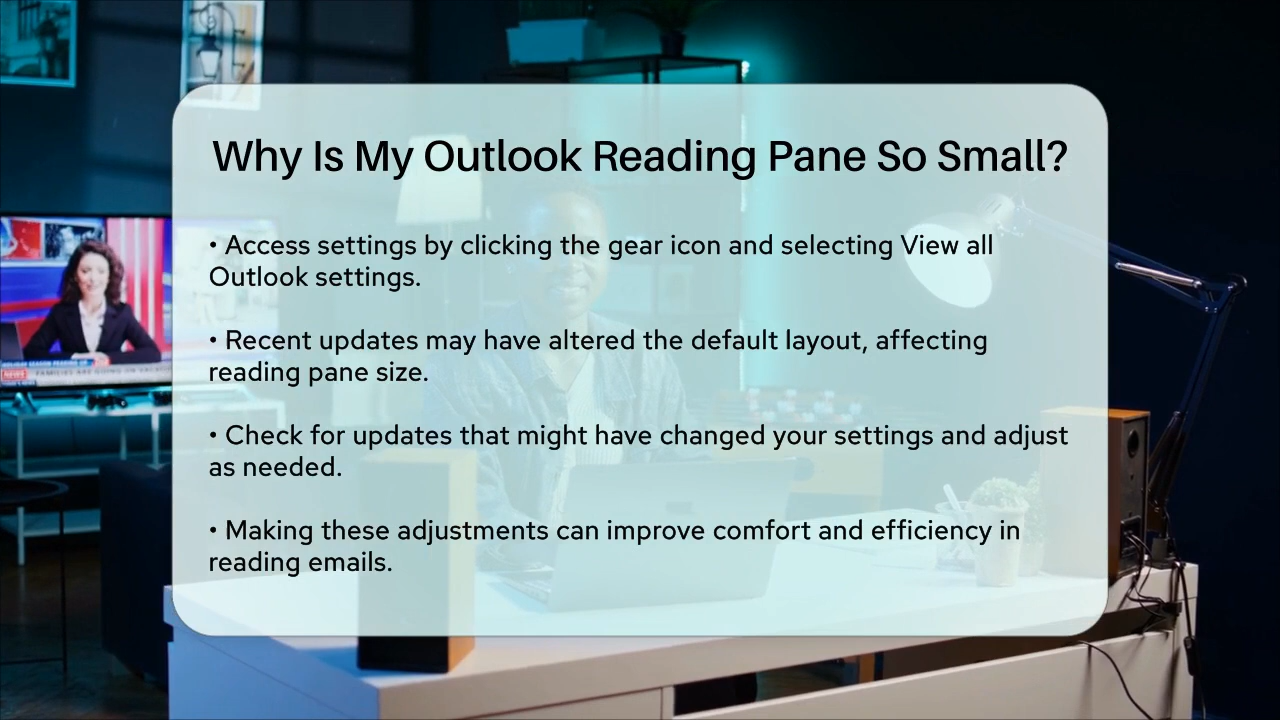 Why Is My Outlook Reading Pane So Small?
• Access settings by clicking the gear icon and selecting View all
Outlook settings.
• Recent updates may have altered the default layout, affecting
reading pane size.
• Check for updates that might have changed your settings and adjust
as needed.
• Making these adjustments can improve comfort and efficiency in
reading emails.
NEWS